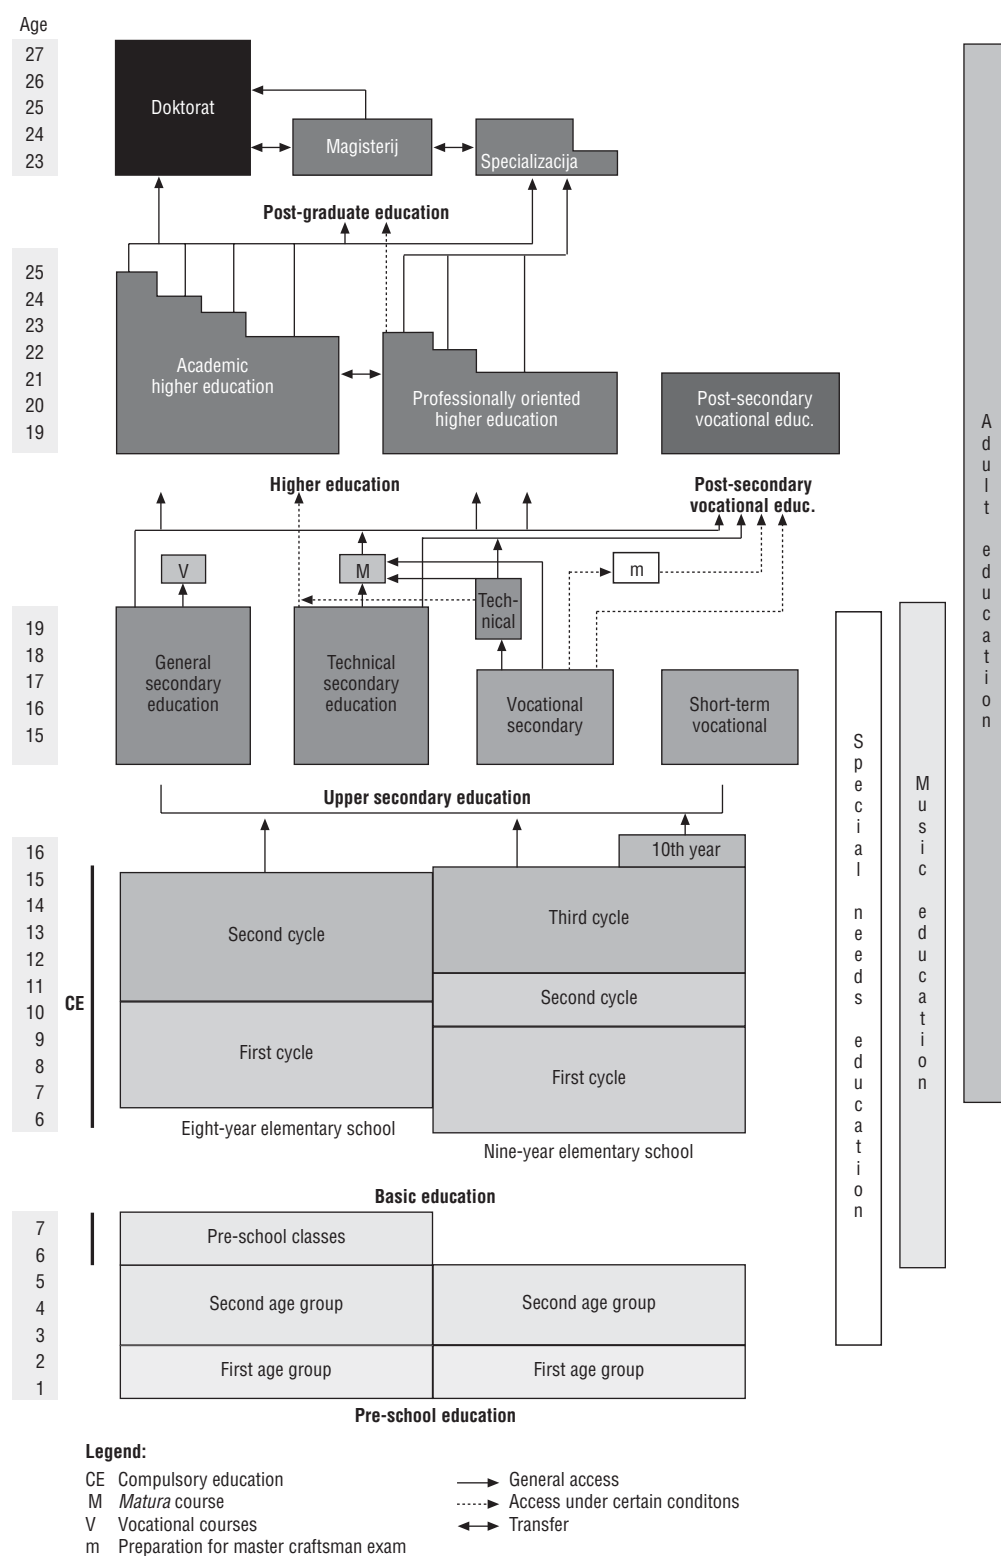 Age
27
26
25
24
23
Doktorat
Magisterij
Specializacija
Post-graduate education
25
24
23
22
21
20
19
Academic
higher education
Professionally oriented
higher education
Post-secondary
vocational educ.
Higher education
Post-secondary
vocational educ.
V
M
m
Tech-
nical
19
18
17
16
15
General
secondary
education
Technical
secondary
education
Vocational
secondary
Short-term
vocational
Upper secondary education
16
15
14
13
12
11
10
9
8
7
6
CE
10th year
Second cycle
Third cycle
Second cycle
First cycle
First cycle
Eight-year elementary school
Nine-year elementary school
Basic education
7
6
5
4
3
2
1
Pre-school classes
Second age group
Second age group
First age group
First age group
Pre-school education
Special needs education
Music education
Adult education
Legend:
CE Compulsory education
M Matura course
V Vocational courses
m Preparation for master craftsman exam
General access
Access under certain conditons
Transfer